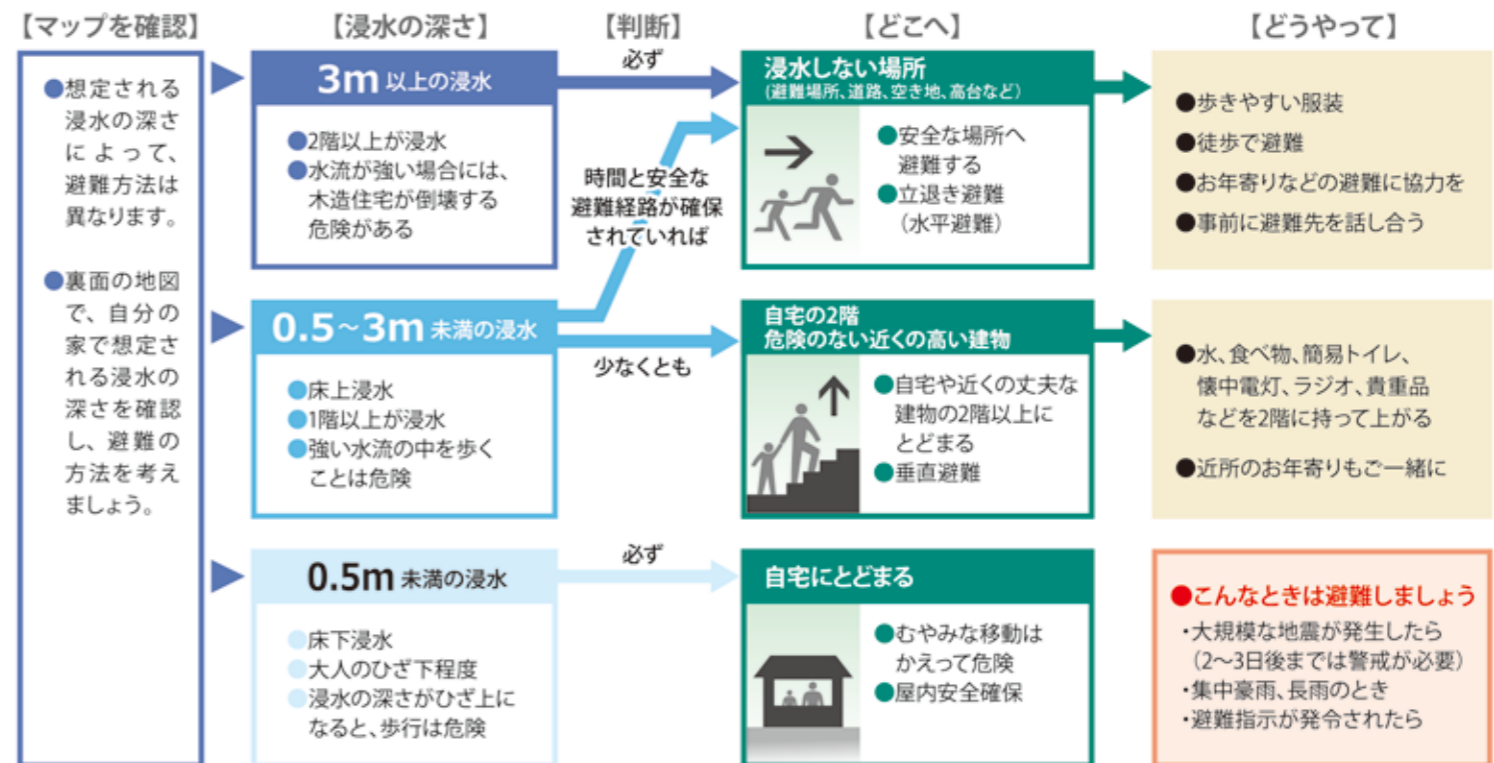 【マップを確認】
【浸水の深さ】
【判断】
【どこへ】
【どうやって】
●想定される
浸水の深さ
によって、
避難方法は
異なります。
●裏面の地図
で、自分の
家で想定さ
れる浸水の
深さを確認
し、避難の
方法を考え
ましょう。
3m 以上の浸水
●2階以上が浸水
●水流が強い場合には、
木造住宅が倒壊する
危険がある
必ず
浸水しない場所
(避難場所、道路、空き地、高台など)
●安全な場所へ
避難する
●立退き避難
(水平避難)
●歩きやすい服装
●徒歩で避難
●お年寄りなどの避難に協力を
●事前に避難先を話し合う
時間と安全な
避難経路が確保
されていれば
0.5～3m 未満の浸水
●床上浸水
●1階以上が浸水
●強い水流の中を歩く
ことは危険
少なくとも
自宅の2階
危険のない近くの高い建物
●自宅や近くの丈夫な
建物の2階以上に
とどまる
●垂直避難
●水、食べ物、簡易トイレ、
懐中電灯、ラジオ、貴重品
などを2階に持って上がる
●近所のお年寄りもご一緒に
0.5m 未満の浸水
●床下浸水
●大人のひざ下程度
●浸水の深さがひざ上に
なると、歩行は危険
必ず
自宅にとどまる
●むやみな移動は
かえって危険
●屋内安全確保
●こんなときは避難しましょう
・大規模な地震が発生したら
(2～3日後までは警戒が必要)
・集中豪雨、長雨のとき
・避難指示が発令されたら